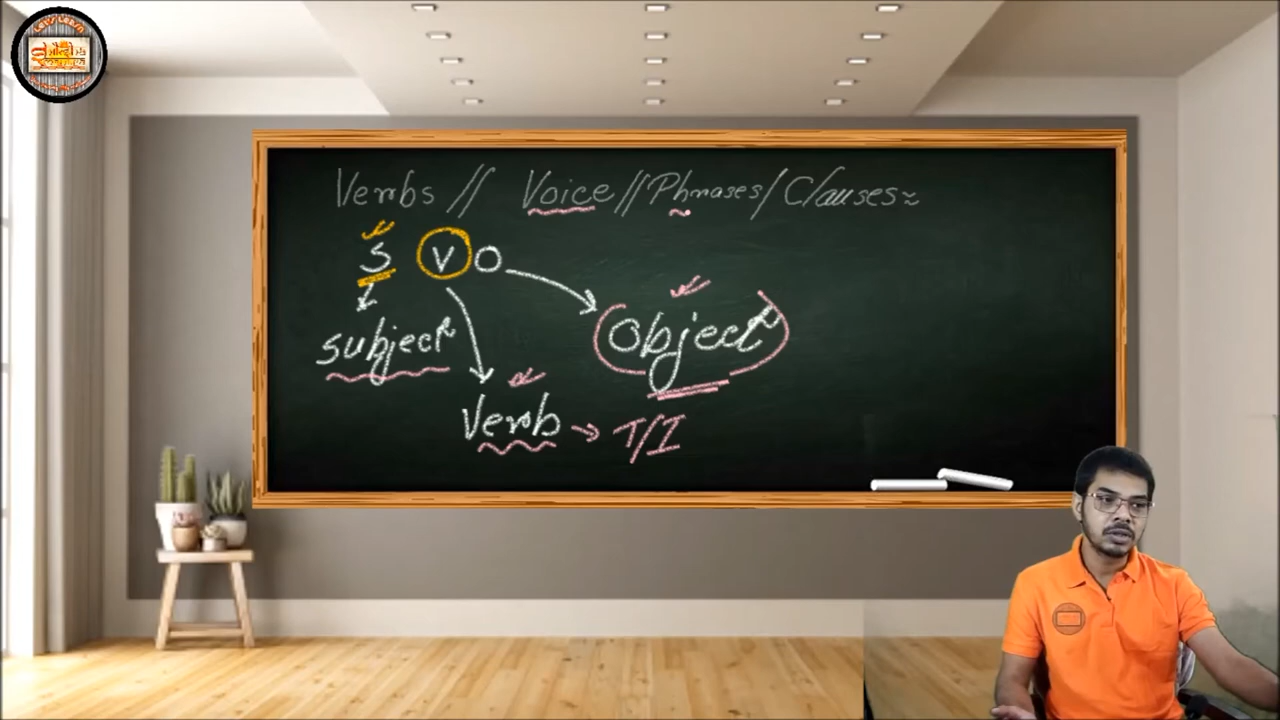 Verbs // Voice // Phrases / Clauses ~
S V O
subject
Object
Verb → T/I